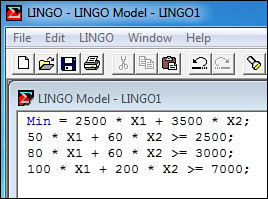 LINGO - LINGO Model - LINGO1
File Edit LINGO Window Help
LINGO Model - LINGO1
Min = 2500 * X1 + 3500 * X2;
50 * X1 + 60 * X2 >= 2500;
80 * X1 + 60 * X2 >= 3000;
100 * X1 + 200 * X2 >= 7000;